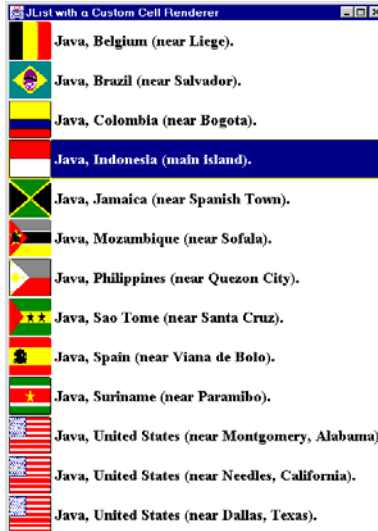 JList with a Custom Cell Renderer
Java, Belgium (near Liege).
Java, Brazil (near Salvador).
Java, Colombia (near Bogota).
Java, Indonesia (main island).
Java, Jamaica (near Spanish Town).
Java, Mozambique (near Sofala).
Java, Philippines (near Quezon City).
Java, Sao Tome (near Santa Cruz).
Java, Spain (near Viana de Bolo).
Java, Suriname (near Paramibo).
Java, United States (near Montgomery, Alabama)
Java, United States (near Needles, California).
Java, United States (near Dallas, Texas).